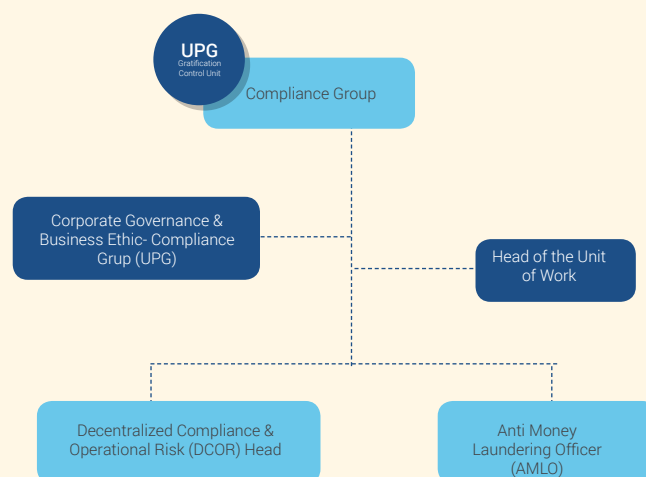 UPG
Gratification
Control Unit
Compliance Group
Corporate Governance &
Business Ethic- Compliance
Grup (UPG)
Head of the Unit
of Work
Decentralized Compliance &
Operational Risk (DCOR) Head
Anti Money
Laundering Officer
(AMLO)